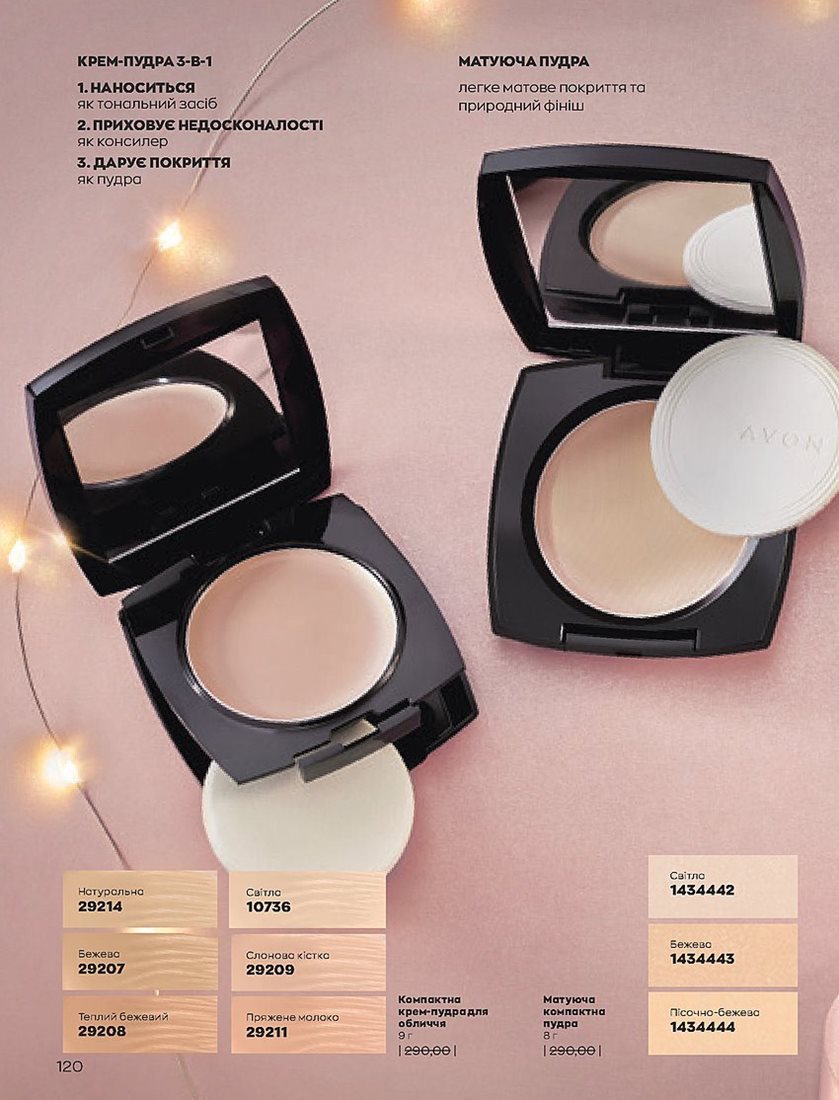 КРЕМ-ПУДРА 3-В-1
1. НАНОСИТЬСЯ
як тональний засіб
2. ПРИХОВУЄ НЕДОСКОНАЛОСТІ
як консилер
3. ДАРУЄ ПОКРИТТЯ
як пудра
МАТУЮЧА ПУДРА
легке матове покриття та
природний фініш
AVON
Натуральна
29214
Бежева
29207
Теплий бежевий
29208
Світла
10736
Слонова кістка
29209
Пряжене молоко
29211
Компактна
крем-пудра для
обличчя
9 г
| 290,00 |
Матуюча
компактна
пудра
8 г
| 290,00 |
Світла
1434442
Бежева
1434443
Пісочно-бежева
1434444
120